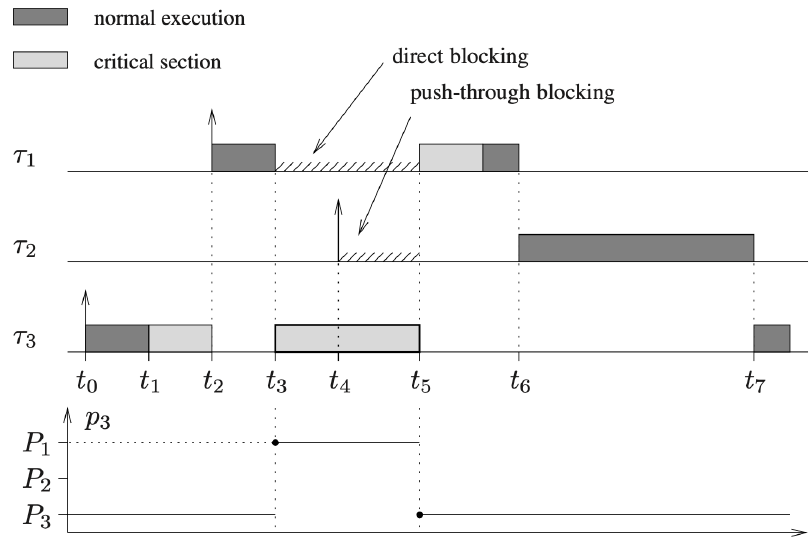 normal execution
critical section
direct blocking
push-through blocking
τ1
τ2
τ3
t0 t1 t2 t3 t4 t5 t6 t7
p3
P1
P2
P3